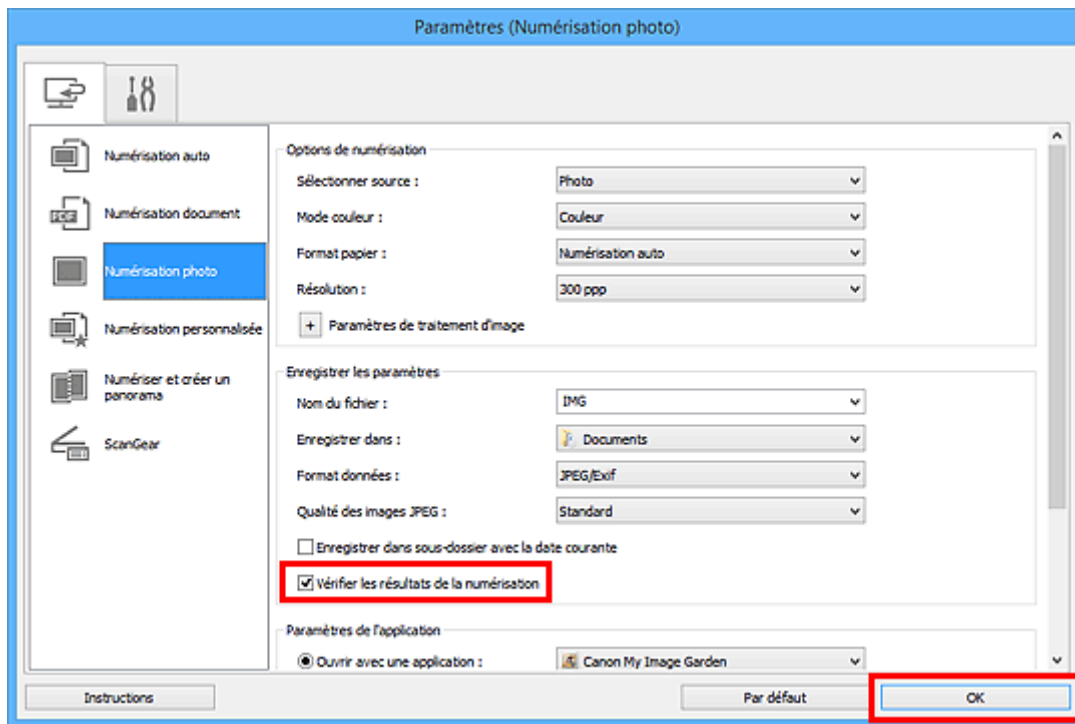 Paramètres (Numérisation photo)
Numérisation auto
PDF
Numérisation document
Numérisation photo
Numérisation personnalisée
Numériser et créer un
panorama
ScanGear
Options de numérisation
Sélectionner source : Photo
Mode couleur : Couleur
Format papier : Numérisation auto
Résolution : 300 ppp
+ Paramètres de traitement d'image
Enregistrer les paramètres
Nom du fichier : IMG
Enregistrer dans : Documents
Format données : JPEG/Exif
Qualité des images JPEG : Standard
Enregistrer dans sous-dossier avec la date courante
Vérifier les résultats de la numérisation
Paramètres de l'application
Ouvrir avec une application : Canon My Image Garden
Instructions Par défaut OK